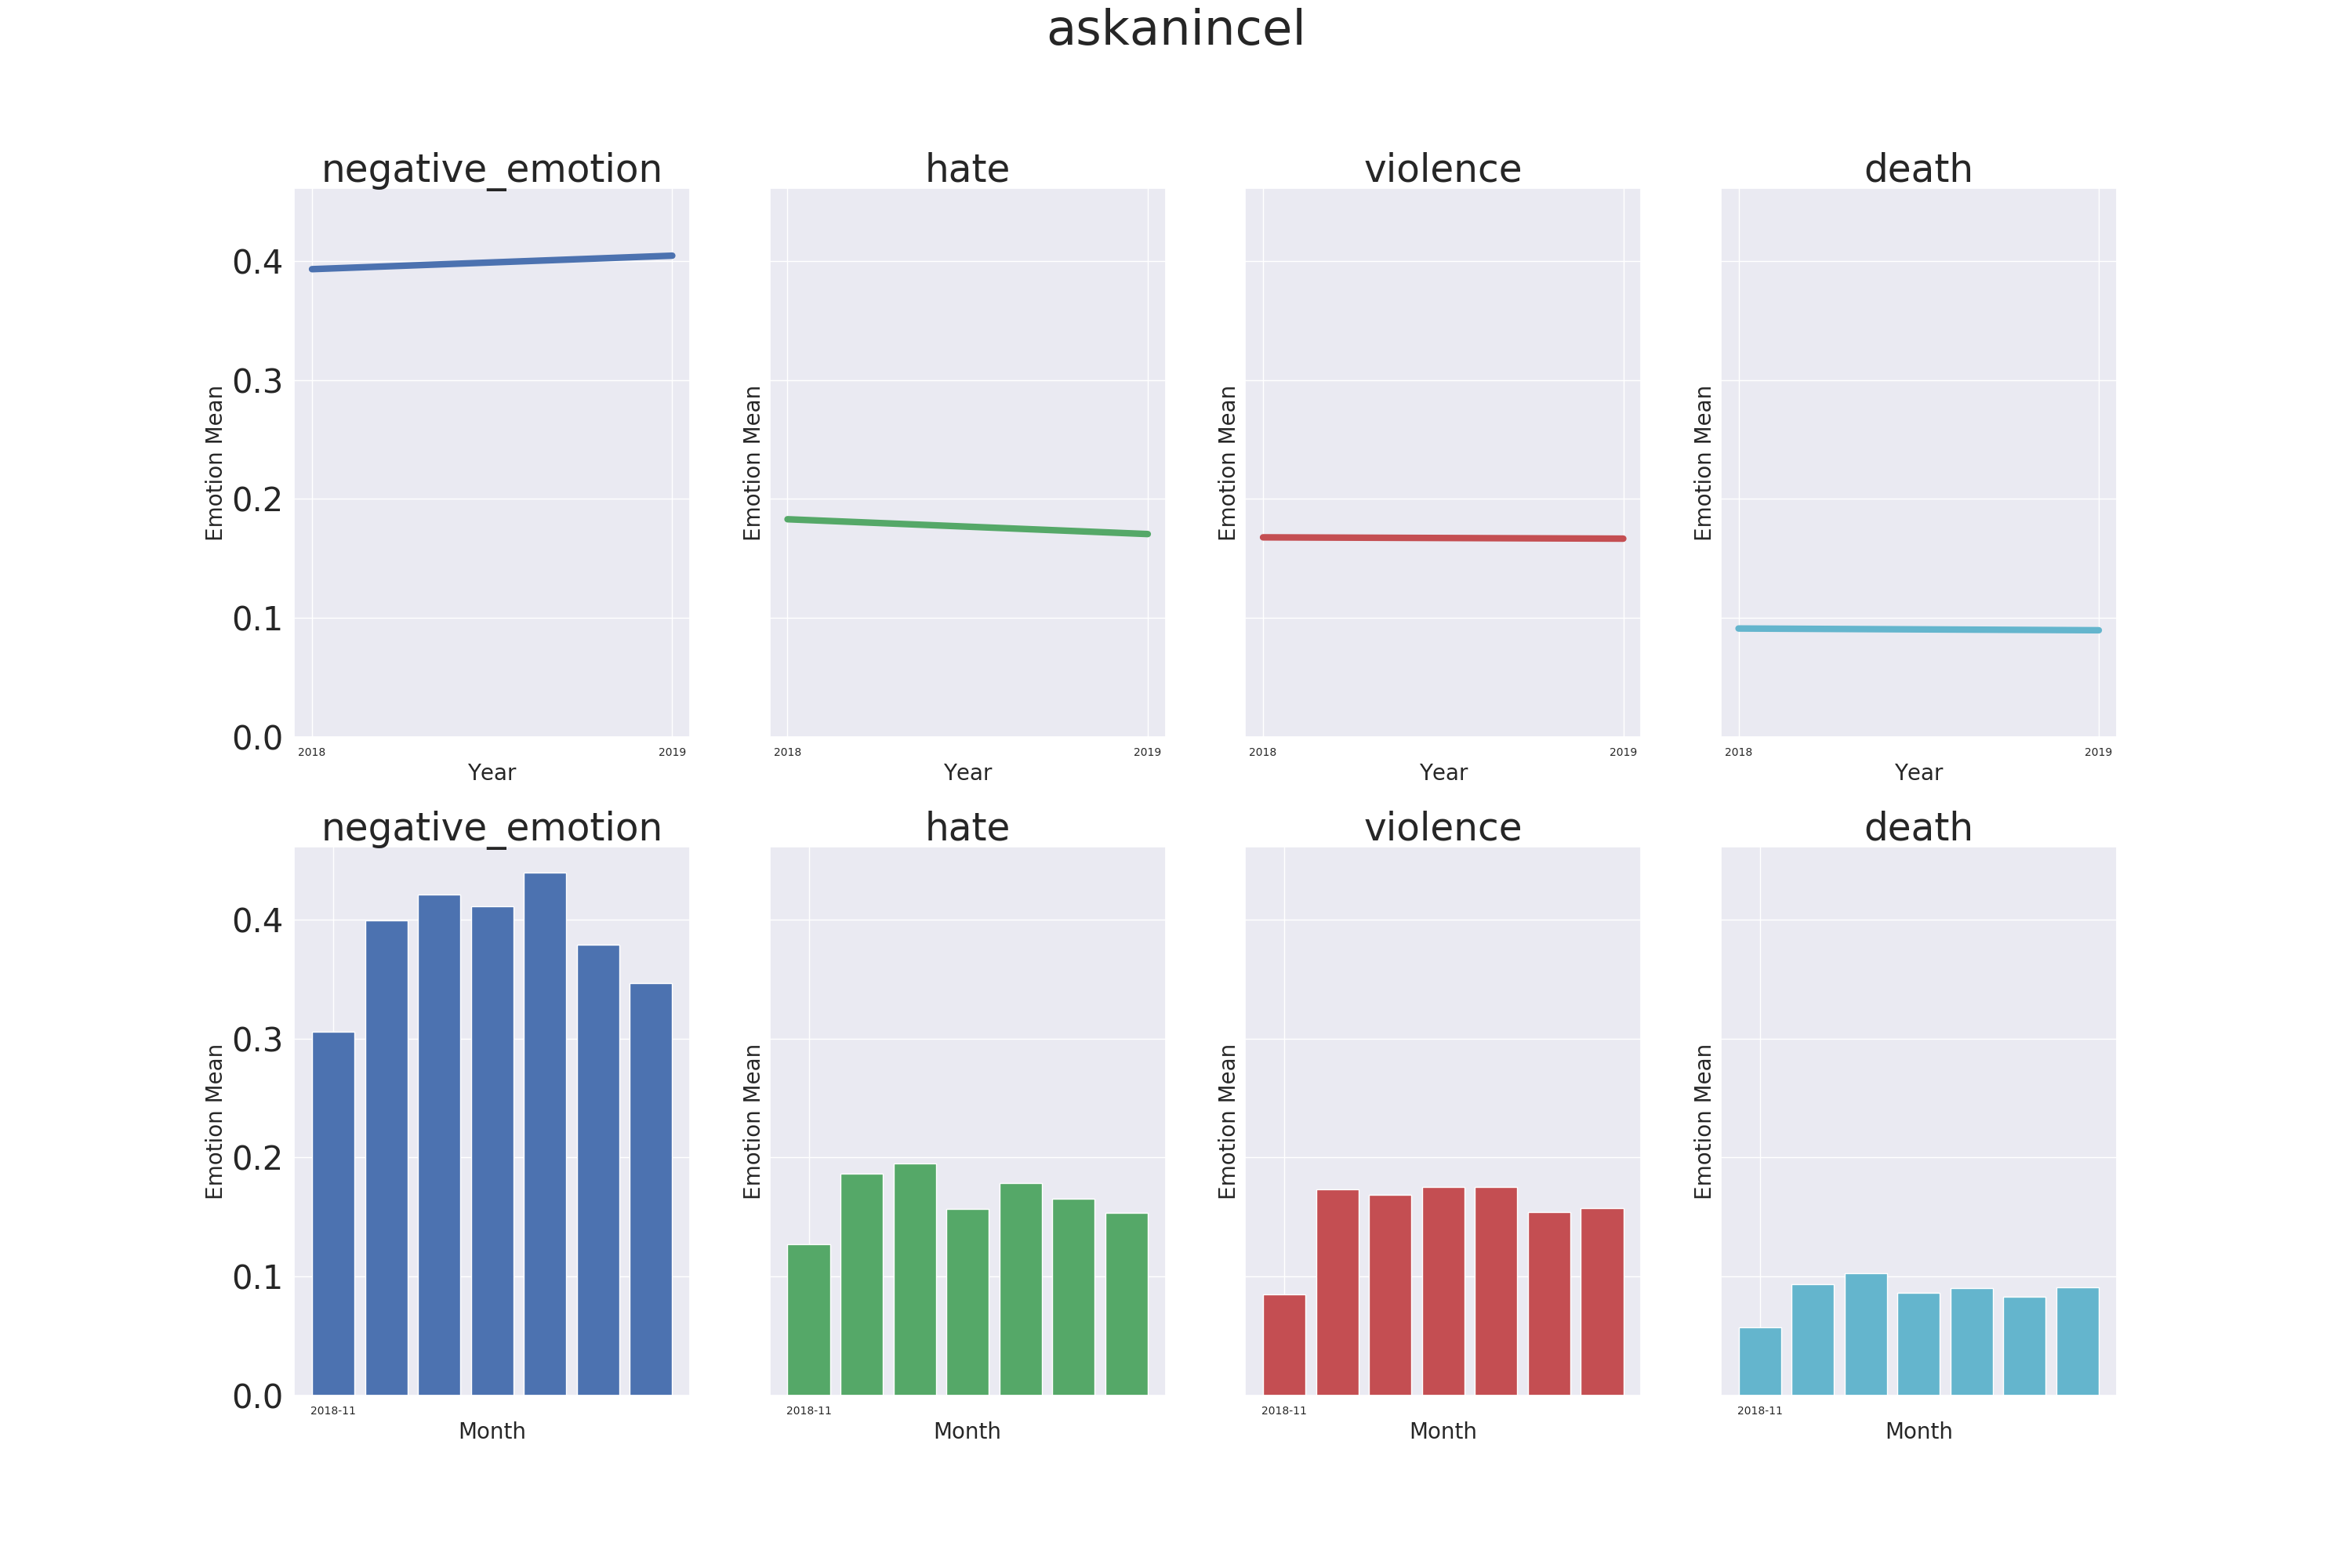 askanincel
negative_emotion
hate
violence
death
Emotion Mean
0.4
0.3
0.2
0.1
0.0
Emotion Mean
Emotion Mean
Emotion Mean
2018
2019
2018
2019
2018
2019
2018
2019
Year
Year
Year
Year
negative_emotion
hate
violence
death
Emotion Mean
0.4
0.3
0.2
0.1
0.0
Emotion Mean
Emotion Mean
Emotion Mean
2018-11
2018-11
2018-11
2018-11
Month
Month
Month
Month